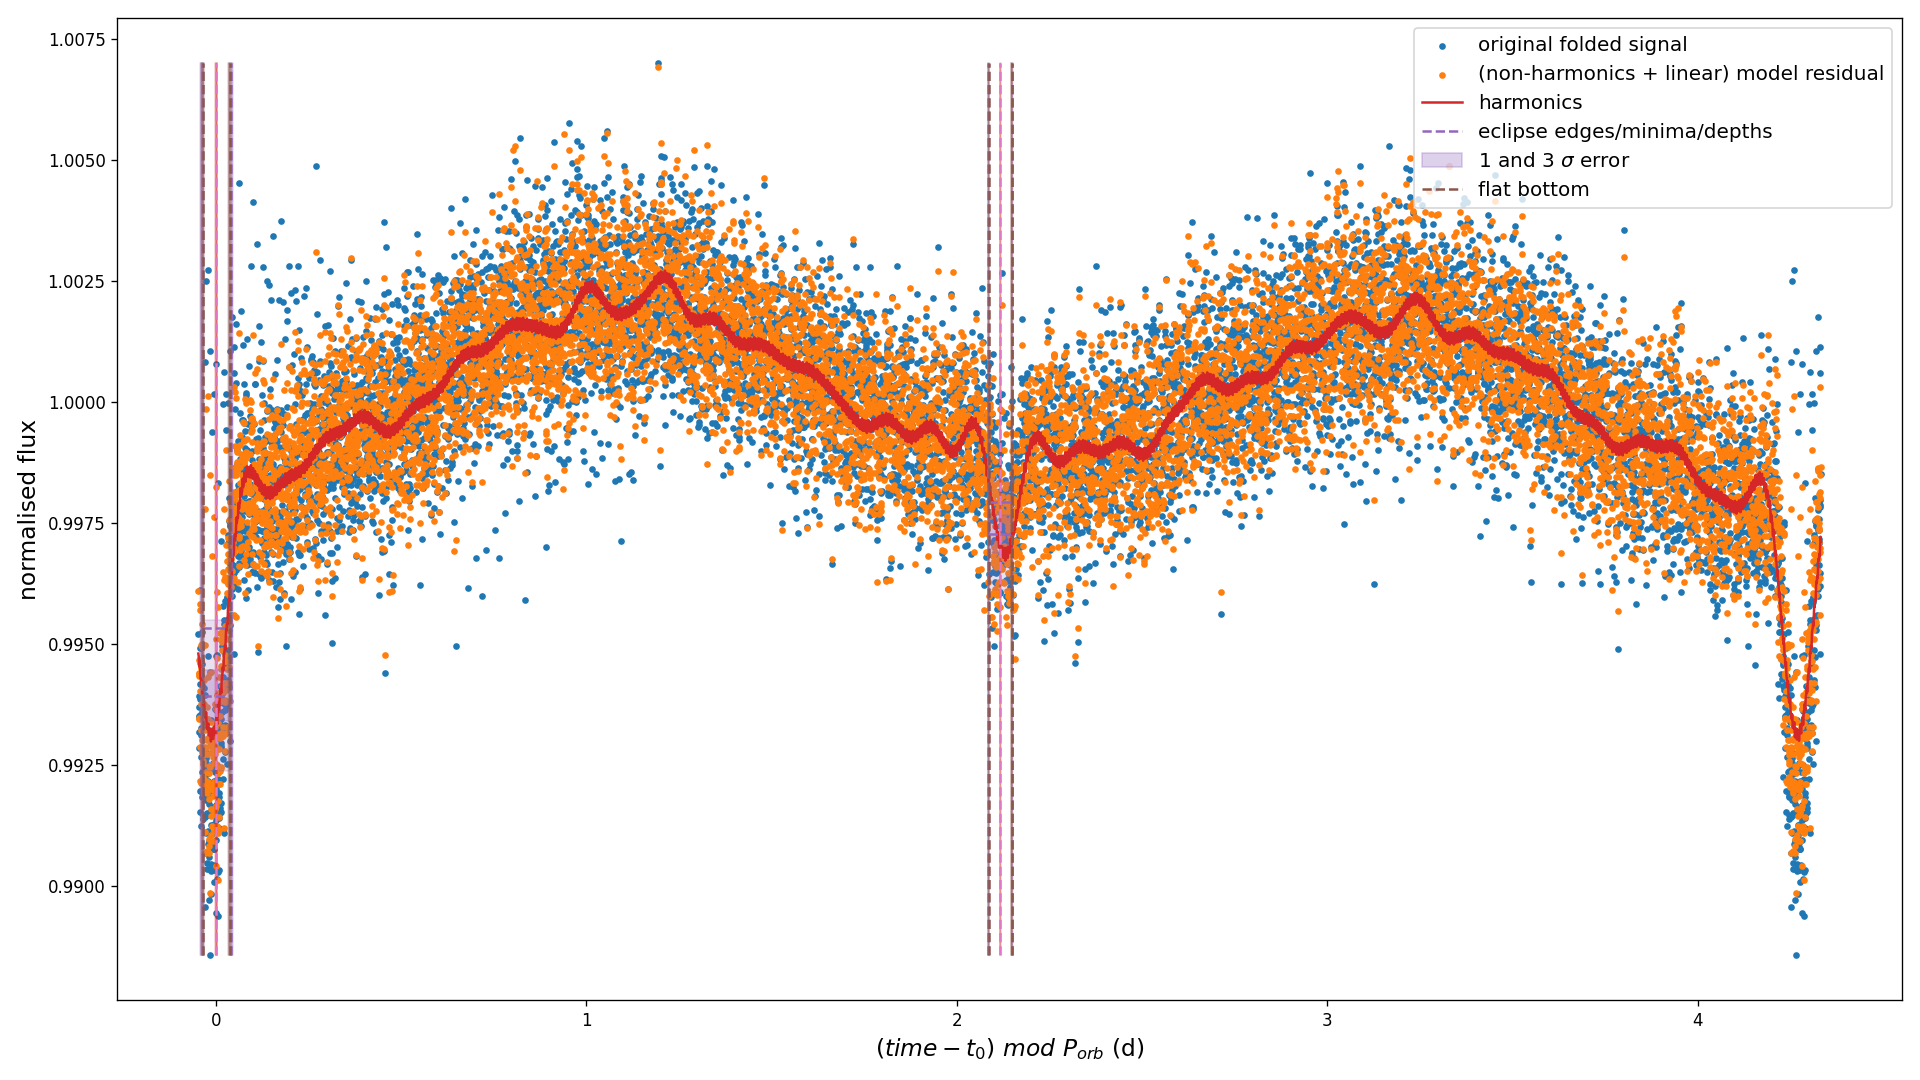 1.0075
1.0050
1.0025
1.0000
0.9975
0.9950
0.9925
0.9900
normalised flux
0
1
2
3
4
(time − t₀) mod Pₒᵣb (d)
original folded signal
(non-harmonics + linear) model residual
harmonics
eclipse edges/minima/depths
1 and 3 σ error
flat bottom